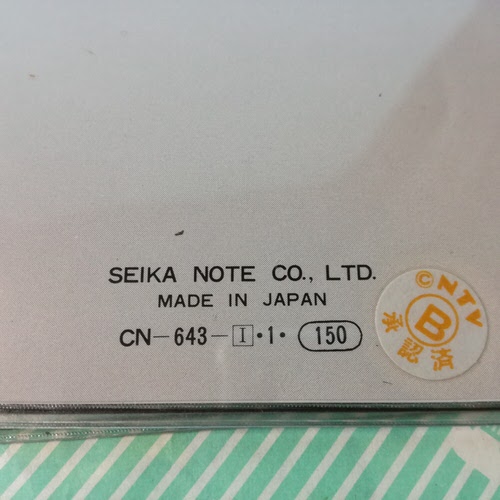 SEIKA NOTE CO., LTD.
MADE IN JAPAN
CN-643-I・1・150
©NTV
B
承認済